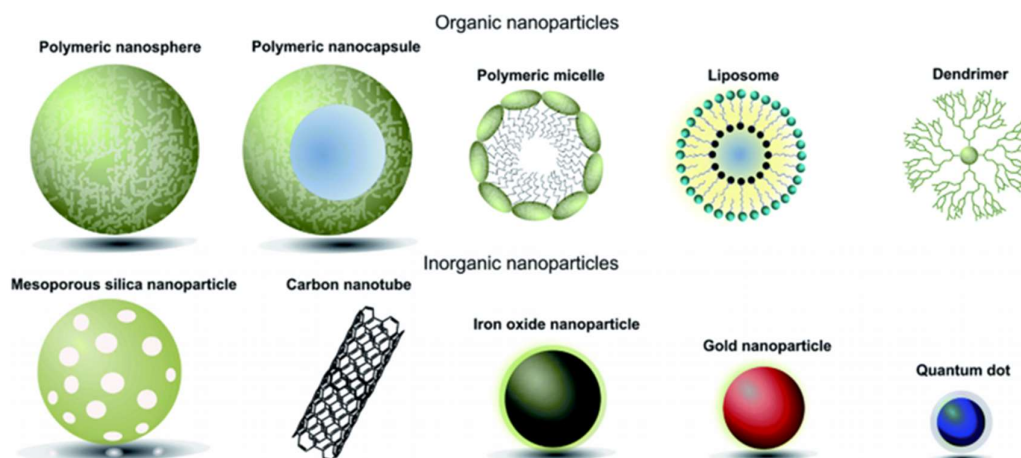 Organic nanoparticles
Polymeric nanosphere
Polymeric nanocapsule
Polymeric micelle
Liposome
Dendrimer
Inorganic nanoparticles
Mesoporous silica nanoparticle
Carbon nanotube
Iron oxide nanoparticle
Gold nanoparticle
Quantum dot